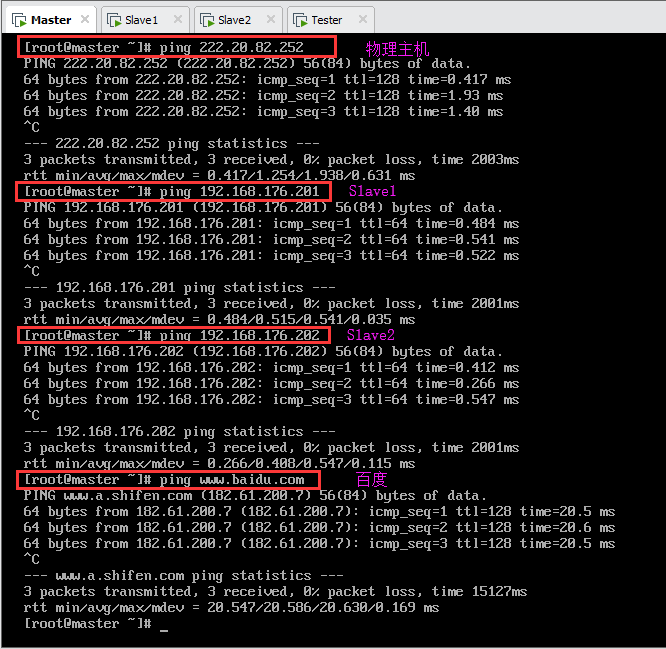 Master Slave1 Slave2 Tester
[root@master ~]# ping 222.20.82.252 物理主机
PING 222.20.82.252 (222.20.82.252) 56(84) bytes of data.
64 bytes from 222.20.82.252: icmp_seq=1 ttl=128 time=0.417 ms
64 bytes from 222.20.82.252: icmp_seq=2 ttl=128 time=1.93 ms
64 bytes from 222.20.82.252: icmp_seq=3 ttl=128 time=1.40 ms
^C
--- 222.20.82.252 ping statistics ---
3 packets transmitted, 3 received, 0% packet loss, time 2003ms
rtt min/avg/max/mdev = 0.417/1.254/1.938/0.631 ms
[root@master ~]# ping 192.168.176.201 Slave1
PING 192.168.176.201 (192.168.176.201) 56(84) bytes of data.
64 bytes from 192.168.176.201: icmp_seq=1 ttl=64 time=0.484 ms
64 bytes from 192.168.176.201: icmp_seq=2 ttl=64 time=0.541 ms
64 bytes from 192.168.176.201: icmp_seq=3 ttl=64 time=0.522 ms
^C
--- 192.168.176.201 ping statistics ---
3 packets transmitted, 3 received, 0% packet loss, time 2001ms
rtt min/avg/max/mdev = 0.484/0.515/0.541/0.035 ms
[root@master ~]# ping 192.168.176.202 Slave2
PING 192.168.176.202 (192.168.176.202) 56(84) bytes of data.
64 bytes from 192.168.176.202: icmp_seq=1 ttl=64 time=0.412 ms
64 bytes from 192.168.176.202: icmp_seq=2 ttl=64 time=0.266 ms
64 bytes from 192.168.176.202: icmp_seq=3 ttl=64 time=0.547 ms
^C
--- 192.168.176.202 ping statistics ---
3 packets transmitted, 3 received, 0% packet loss, time 2001ms
rtt min/avg/max/mdev = 0.266/0.408/0.547/0.115 ms
[root@master ~]# ping www.baidu.com 百度
PING www.a.shifen.com (182.61.200.7) 56(84) bytes of data.
64 bytes from 182.61.200.7 (182.61.200.7): icmp_seq=1 ttl=128 time=20.5 ms
64 bytes from 182.61.200.7 (182.61.200.7): icmp_seq=2 ttl=128 time=20.6 ms
64 bytes from 182.61.200.7 (182.61.200.7): icmp_seq=3 ttl=128 time=20.5 ms
^C
--- www.a.shifen.com ping statistics ---
3 packets transmitted, 3 received, 0% packet loss, time 15127ms
rtt min/avg/max/mdev = 20.547/20.586/20.630/0.169 ms
[root@master ~]# _